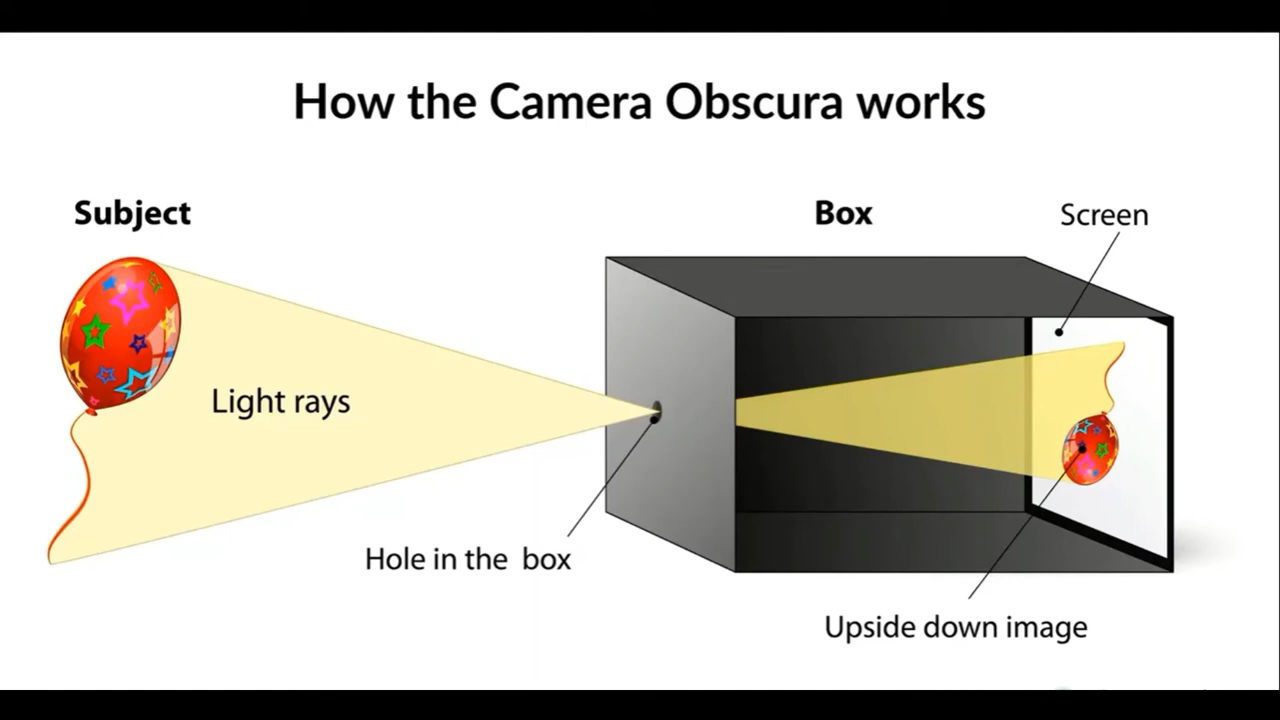 How the Camera Obscura works
Subject
Box
Screen
Light rays
Hole in the box
Upside down image